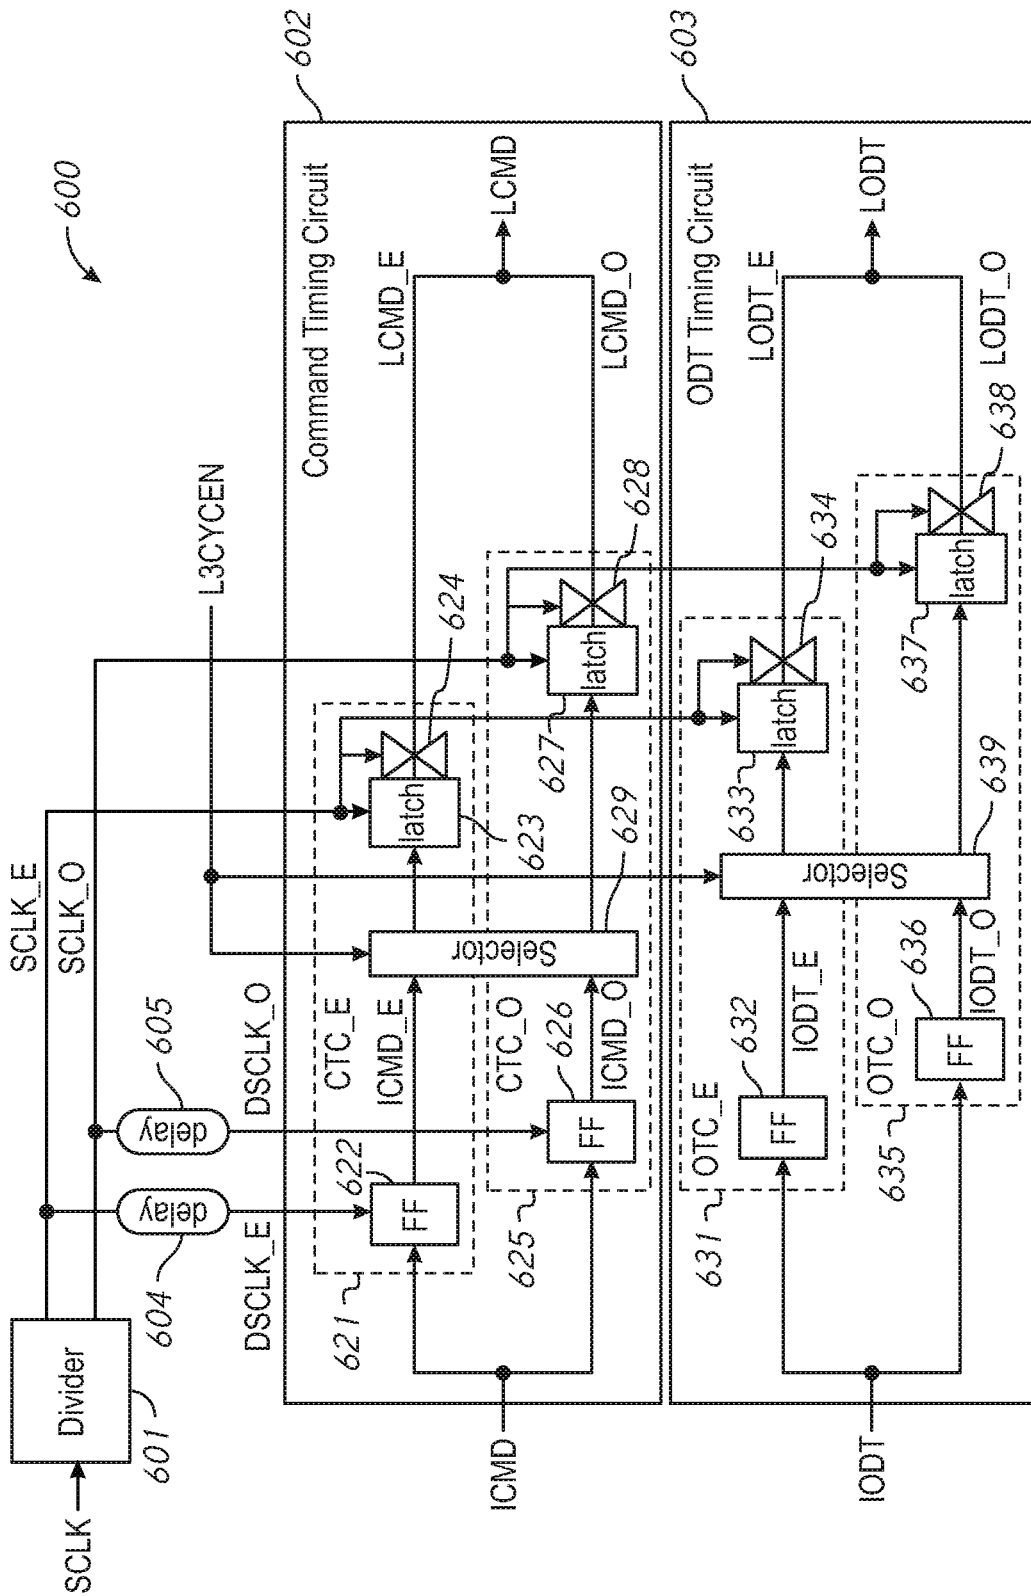 600
SCLK
Divider
601
SCLK_E
SCLK_O
604
delay
605
delay
DSCLK_E
DSCLK_O
L3CYCEN
602
Command Timing Circuit
ICMD
621
CTC_E
622
FF
ICMD_E
Selector
629
latch
623
624
LCMD_E
LCMD
625
CTC_O
626
FF
ICMD_O
latch
627
628
LCMD_O
603
ODT Timing Circuit
IODT
631
OTC_E
632
FF
IODT_E
Selector
639
latch
633
634
LODT_E
LODT
635
OTC_O
636
FF
IODT_O
latch
637
638
LODT_O